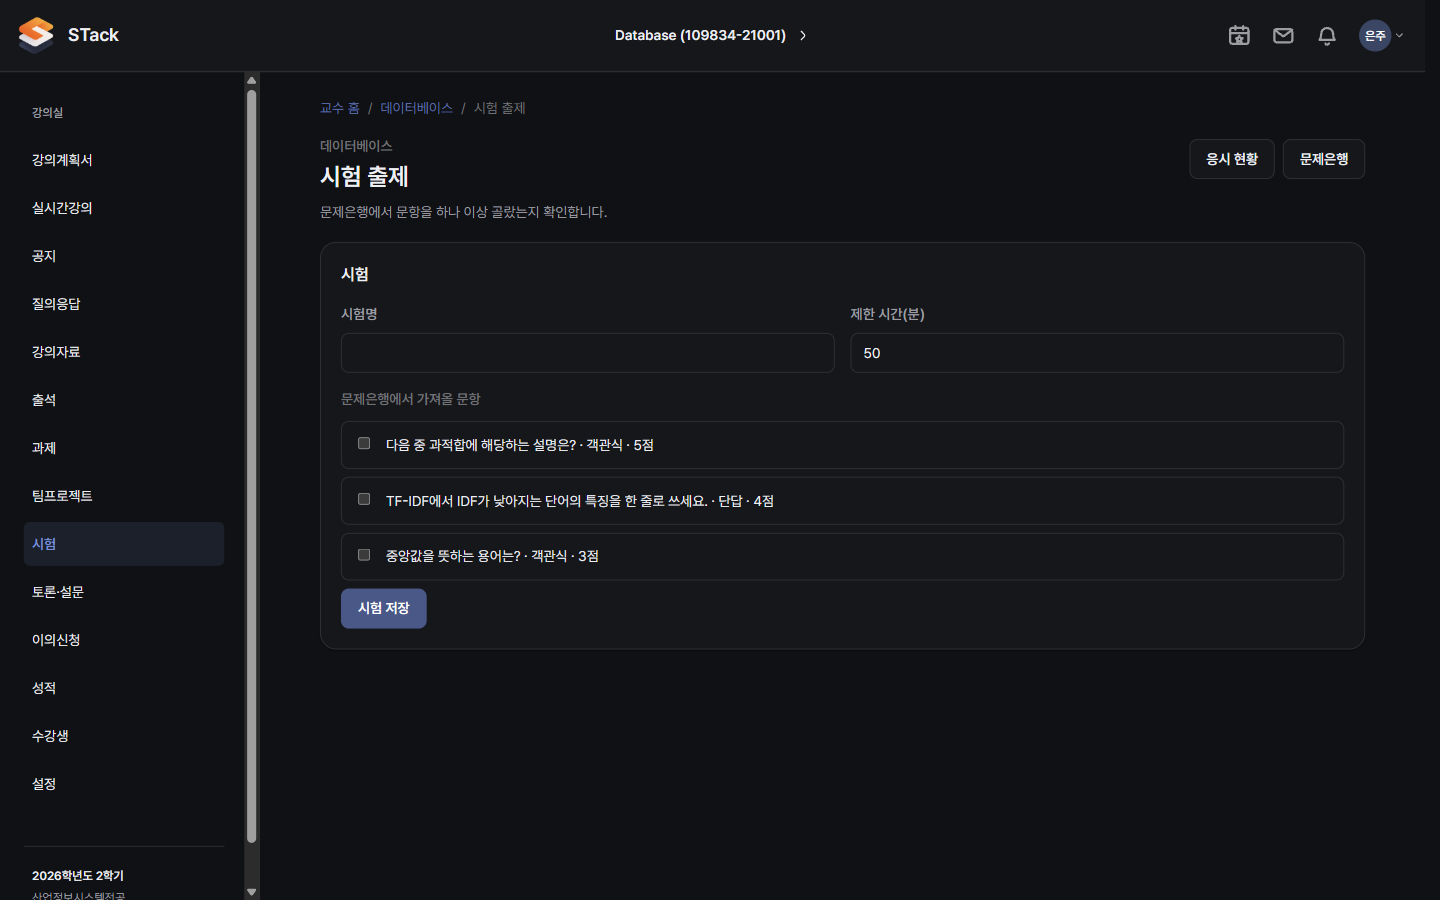 STack
Database (109834-21001)
은주
강의실
강의계획서
실시간강의
공지
질의응답
강의자료
출석
과제
팀프로젝트
시험
토론·설문
이의신청
성적
수강생
설정
2026학년도 2학기
산업정보시스템전공
교수 홈 / 데이터베이스 / 시험 출제
데이터베이스
시험 출제
문제은행에서 문항을 하나 이상 골랐는지 확인합니다.
응시 현황
문제은행
시험
시험명
제한 시간(분)
50
문제은행에서 가져올 문항
다음 중 과적합에 해당하는 설명은? · 객관식 · 5점
TF-IDF에서 IDF가 낮아지는 단어의 특징을 한 줄로 쓰세요. · 단답 · 4점
중앙값을 뜻하는 용어는? · 객관식 · 3점
시험 저장